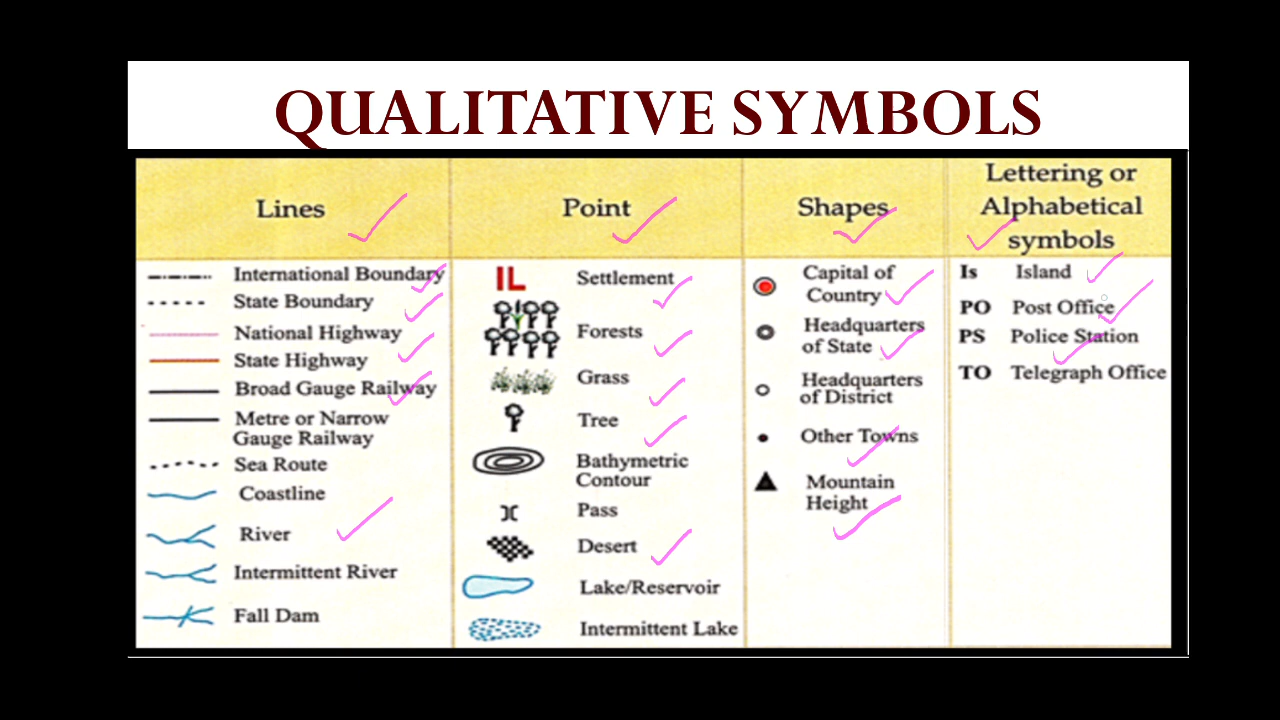 QUALITATIVE SYMBOLS
Lines
International Boundary
State Boundary
National Highway
State Highway
Broad Gauge Railway
Metre or Narrow
Gauge Railway
Sea Route
Coastline
River
Intermittent River
Fall Dam
Point
IL Settlement
Forests
Grass
Tree
Bathymetric
Contour
Pass
Desert
Lake/Reservoir
Intermittent Lake
Shapes
Capital of
Country
Headquarters
of State
Headquarters
of District
Other Towns
Mountain
Height
Lettering or
Alphabetical
symbols
Is Island
PO Post Office
PS Police Station
TO Telegraph Office